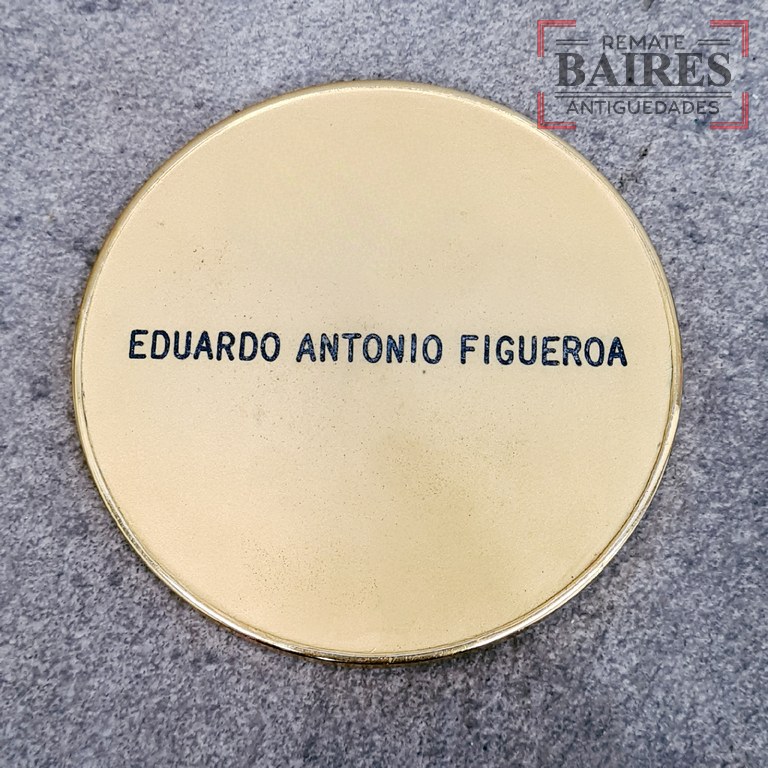 REMATE
BAIRES
ANTIGUEDADES
EDUARDO ANTONIO FIGUEROA